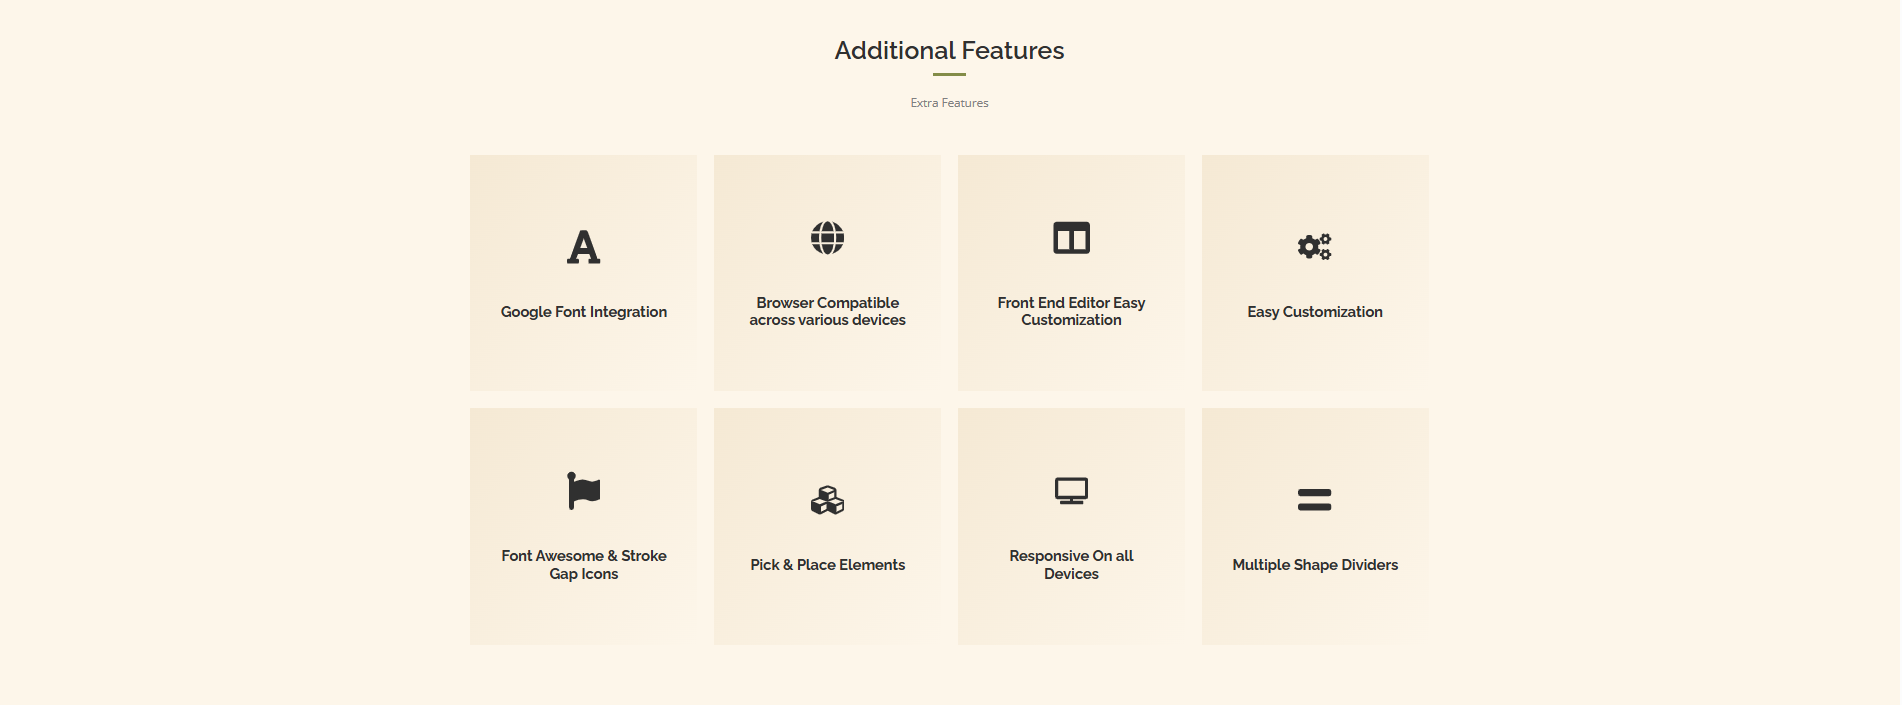 Additional Features
Extra Features
Google Font Integration
Browser Compatible
across various devices
Front End Editor Easy
Customization
Easy Customization
Font Awesome & Stroke
Gap Icons
Pick & Place Elements
Responsive On all
Devices
Multiple Shape Dividers